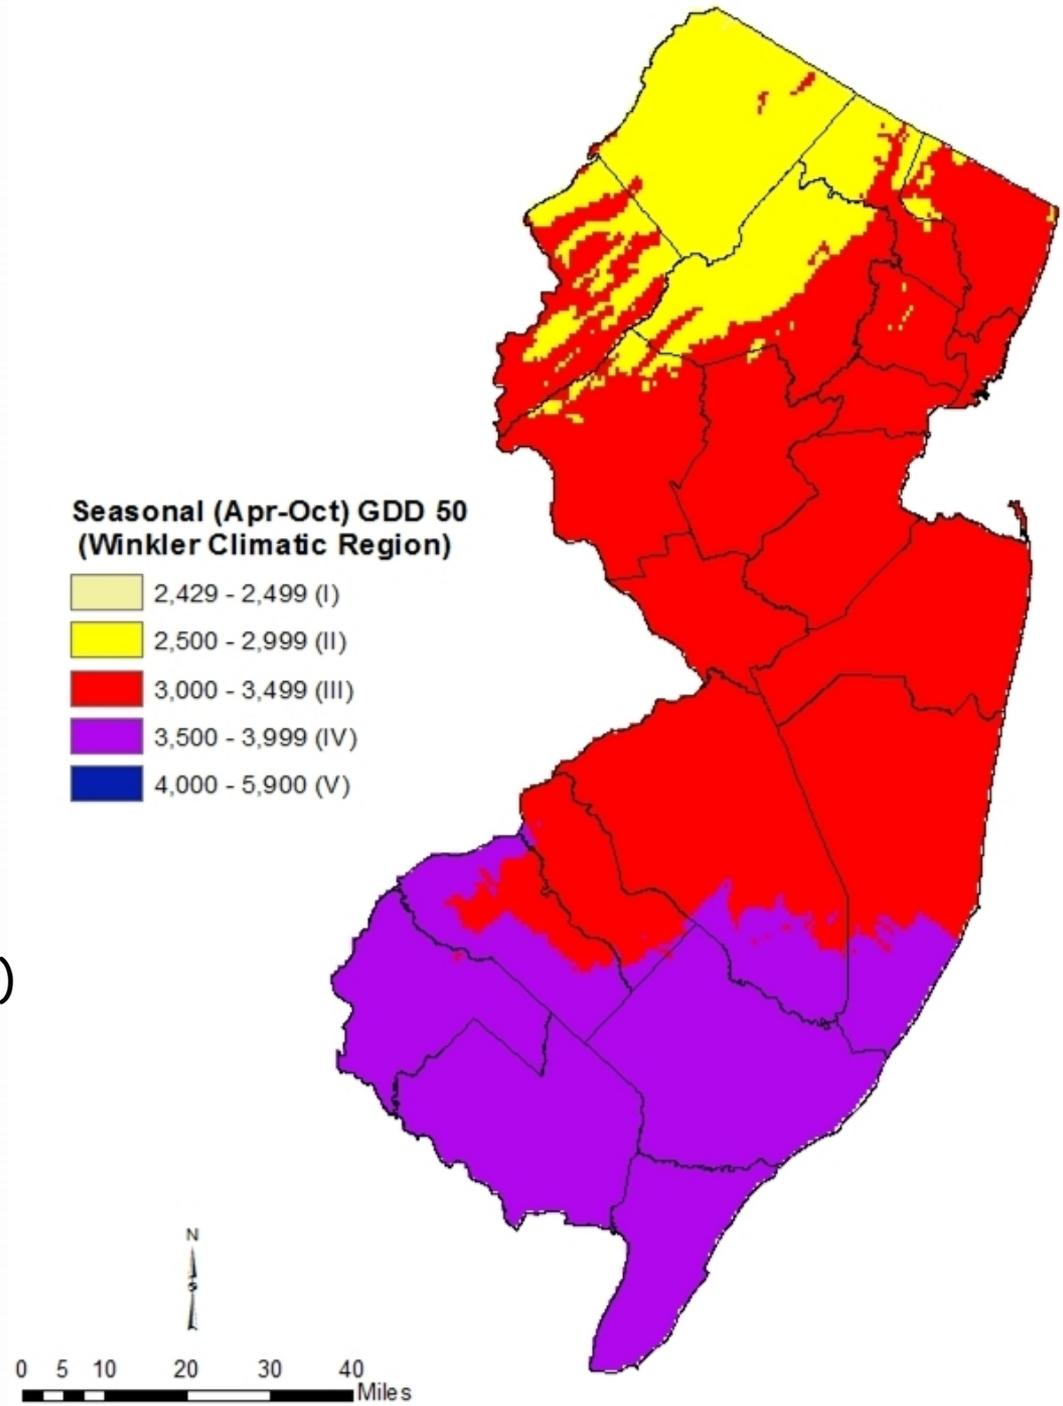 Seasonal (Apr-Oct) GDD 50
(Winkler Climatic Region)
2,429 - 2,499 (I)
2,500 - 2,999 (II)
3,000 - 3,499 (III)
3,500 - 3,999 (IV)
4,000 - 5,900 (V)
)
N
S
0 5 10 20 30 40
Miles